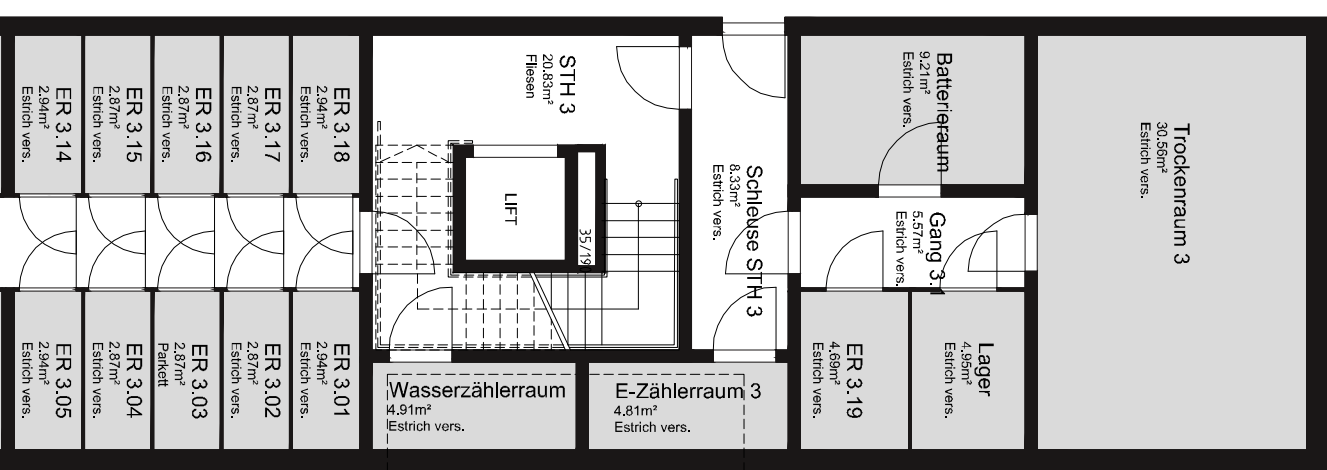 ER 3.14
2.94m²
Estrich vers.
ER 3.15
2.87m²
Estrich vers.
ER 3.16
2.87m²
Estrich vers.
ER 3.17
2.87m²
Estrich vers.
ER 3.18
2.94m²
Estrich vers.
STH 3
20.83m²
Fliesen
LIFT
35/190
Schleuse STH 3
8.33m²
Estrich vers.
Batterieraum
9.21m²
Estrich vers.
Gang 3.1
5.57m²
Estrich vers.
Trockenraum 3
30.56m²
Estrich vers.
ER 3.05
2.94m²
Estrich vers.
ER 3.04
2.87m²
Estrich vers.
ER 3.03
2.87m²
Parkett
ER 3.02
2.87m²
Estrich vers.
ER 3.01
2.94m²
Estrich vers.
Wasserzählerraum
4.91m²
Estrich vers.
E-Zählerraum 3
4.81m²
Estrich vers.
ER 3.19
4.69m²
Estrich vers.
Lager
4.95m²
Estrich vers.